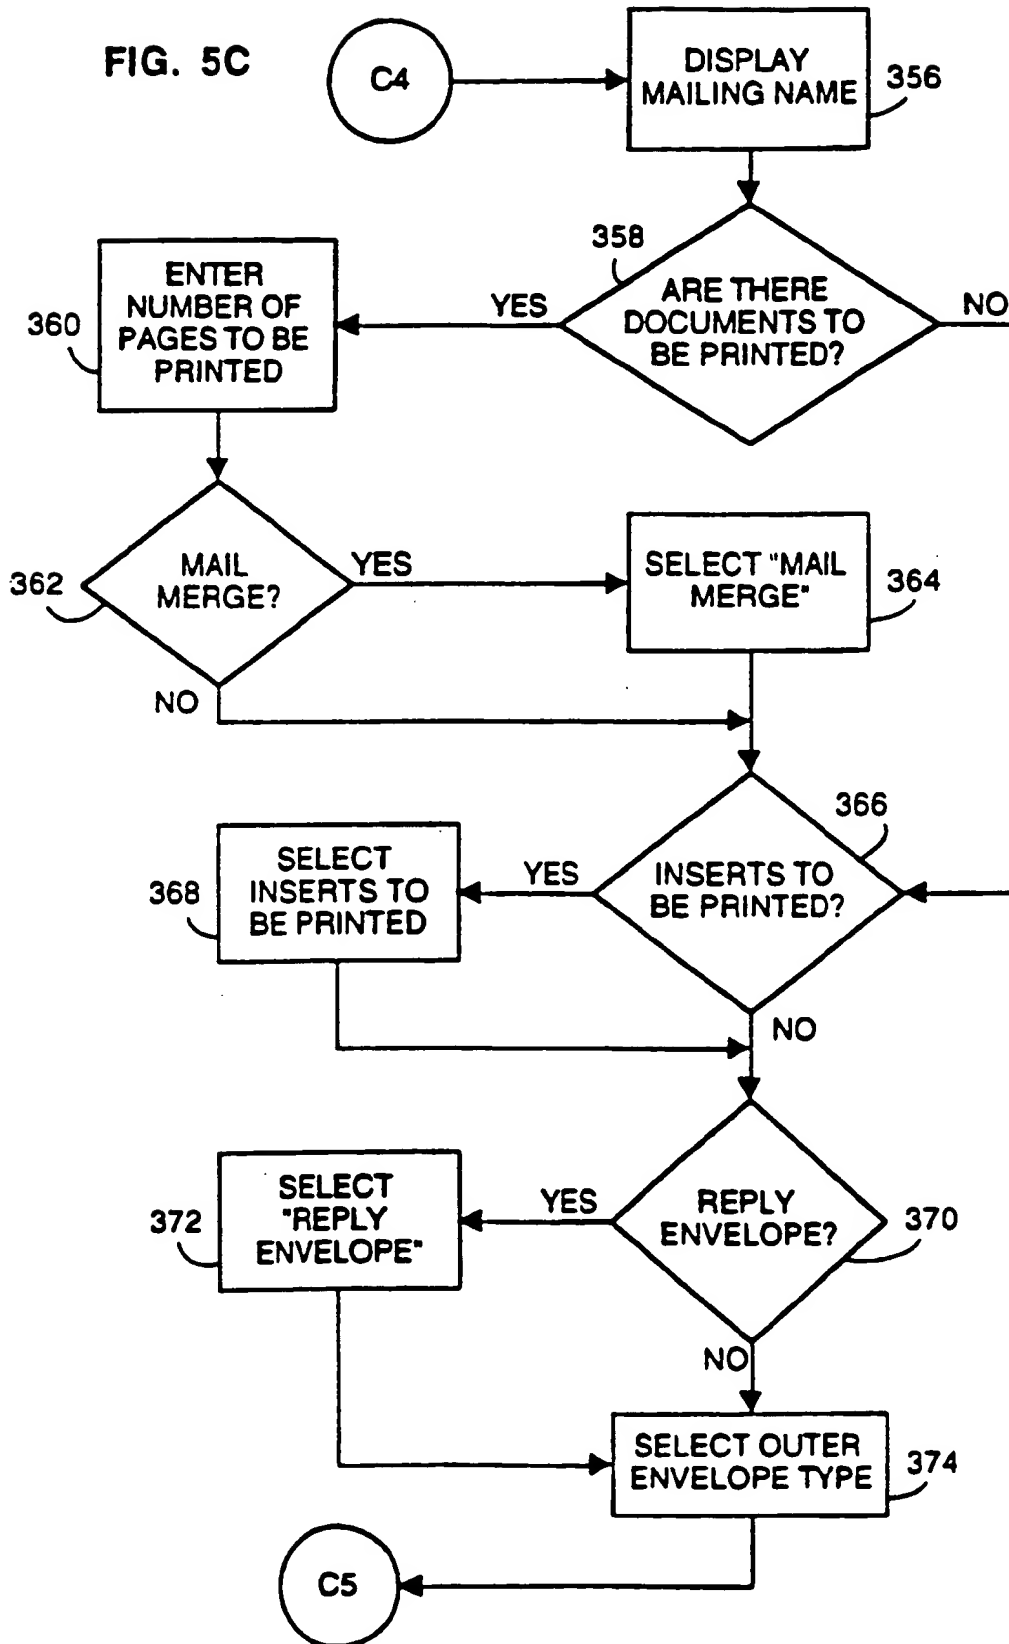 FIG. 5C
C4
DISPLAY
MAILING NAME
356
358
ARE THERE
DOCUMENTS TO
BE PRINTED?
YES
NO
ENTER
NUMBER OF
PAGES TO BE
PRINTED
360
MAIL
MERGE?
362
YES
NO
SELECT "MAIL
MERGE"
364
366
INSERTS TO
BE PRINTED?
YES
NO
SELECT
INSERTS TO
BE PRINTED
368
REPLY
ENVELOPE?
370
YES
NO
SELECT
"REPLY
ENVELOPE"
372
SELECT OUTER
ENVELOPE TYPE
374
C5